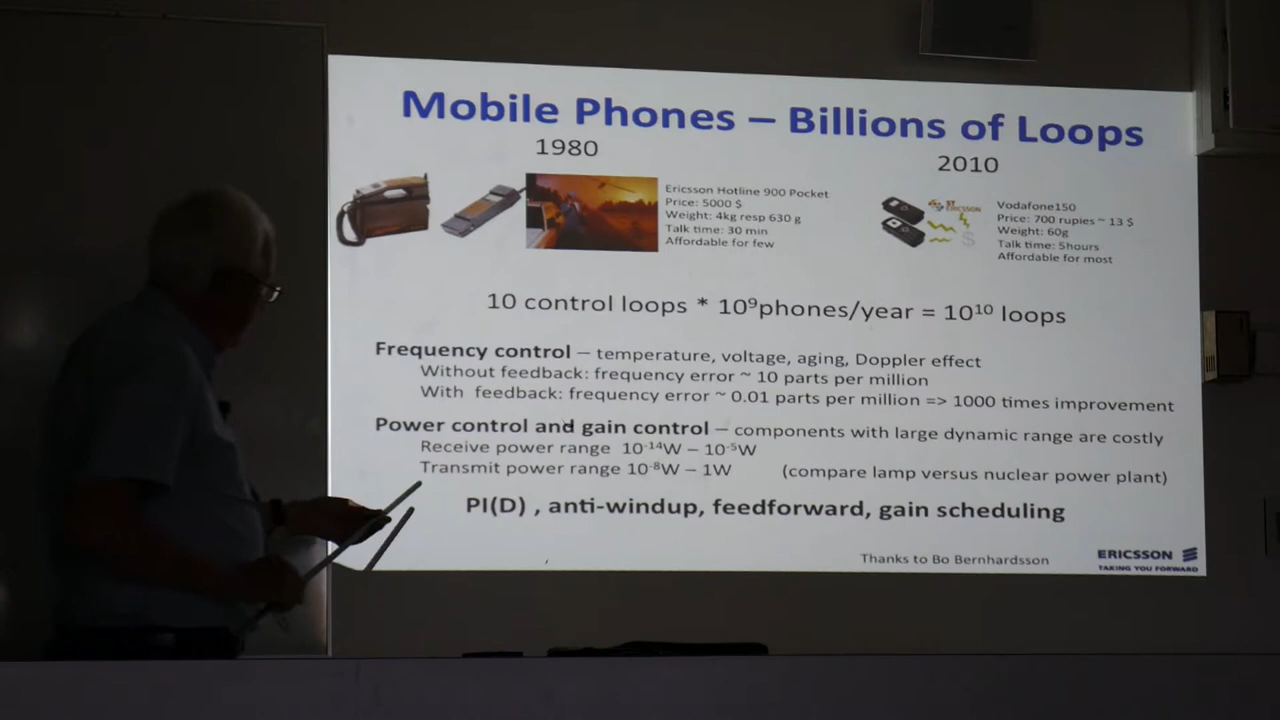 Mobile Phones – Billions of Loops
1980
Ericsson Hotline 900 Pocket
Price: 5000 $
Weight: 4kg resp 630 g
Talk time: 30 min
Affordable for few
2010
ERICSSON
$
Vodafone150
Price: 700 rupies ~ 13 $
Weight: 60g
Talk time: 5hours
Affordable for most
10 control loops * 10⁹phones/year = 10¹⁰ loops
Frequency control – temperature, voltage, aging, Doppler effect
Without feedback: frequency error ~ 10 parts per million
With feedback: frequency error ~ 0.01 parts per million => 1000 times improvement
Power control and gain control – components with large dynamic range are costly
Receive power range 10⁻¹⁴W – 10⁻⁵W
Transmit power range 10⁻⁸W – 1W (compare lamp versus nuclear power plant)
PI(D) , anti-windup, feedforward, gain scheduling
Thanks to Bo Bernhardsson
ERICSSON
TAKING YOU FORWARD